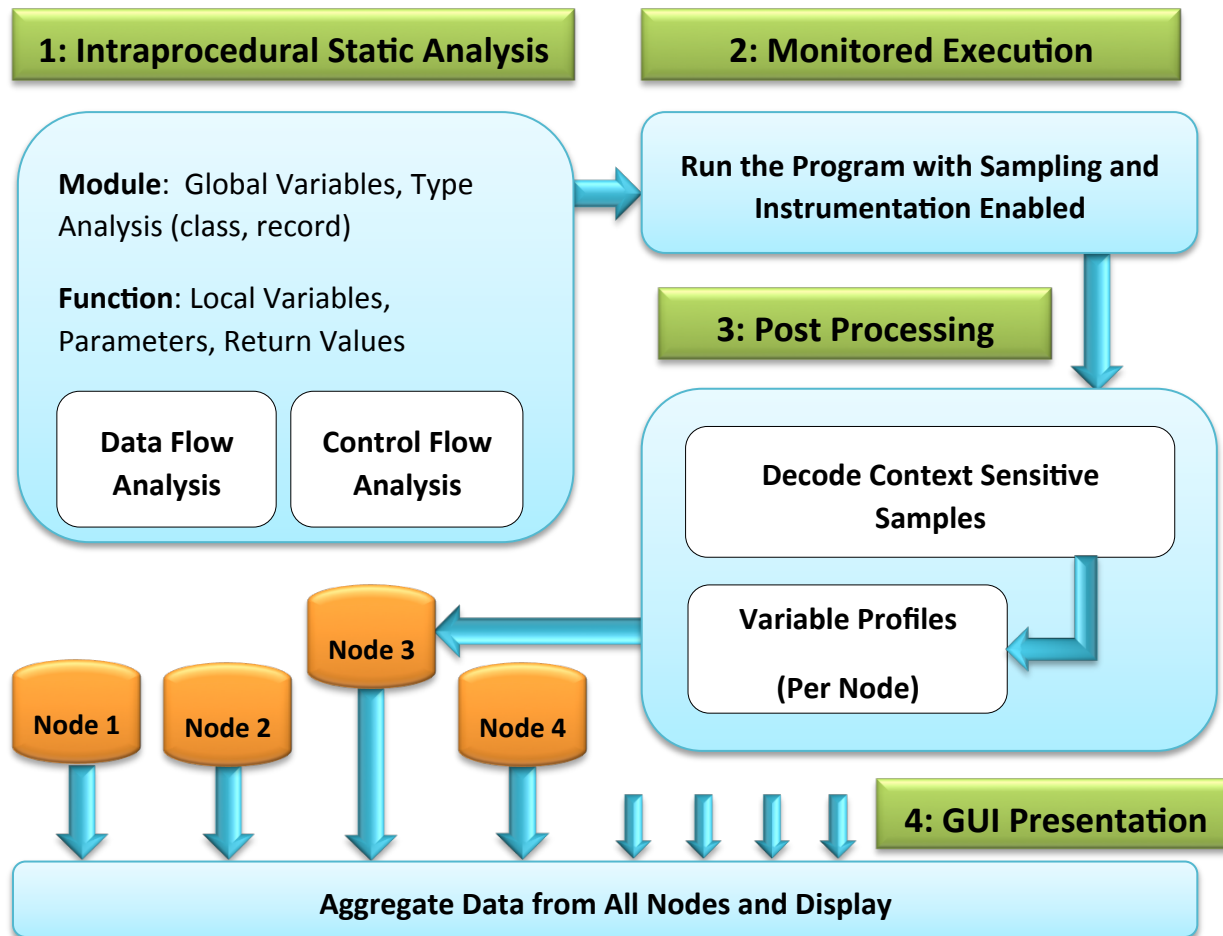 1: Intraprocedural Static Analysis
2: Monitored Execution
Module:  Global Variables, Type
Analysis (class, record)
Function: Local Variables,
Parameters, Return Values
Data Flow
Analysis
Control Flow
Analysis
Run the Program with Sampling and
Instrumentation Enabled
3: Post Processing
Decode Context Sensitive
Samples
Variable Profiles
(Per Node)
Node 3
Node 1
Node 2
Node 4
4: GUI Presentation
Aggregate Data from All Nodes and Display